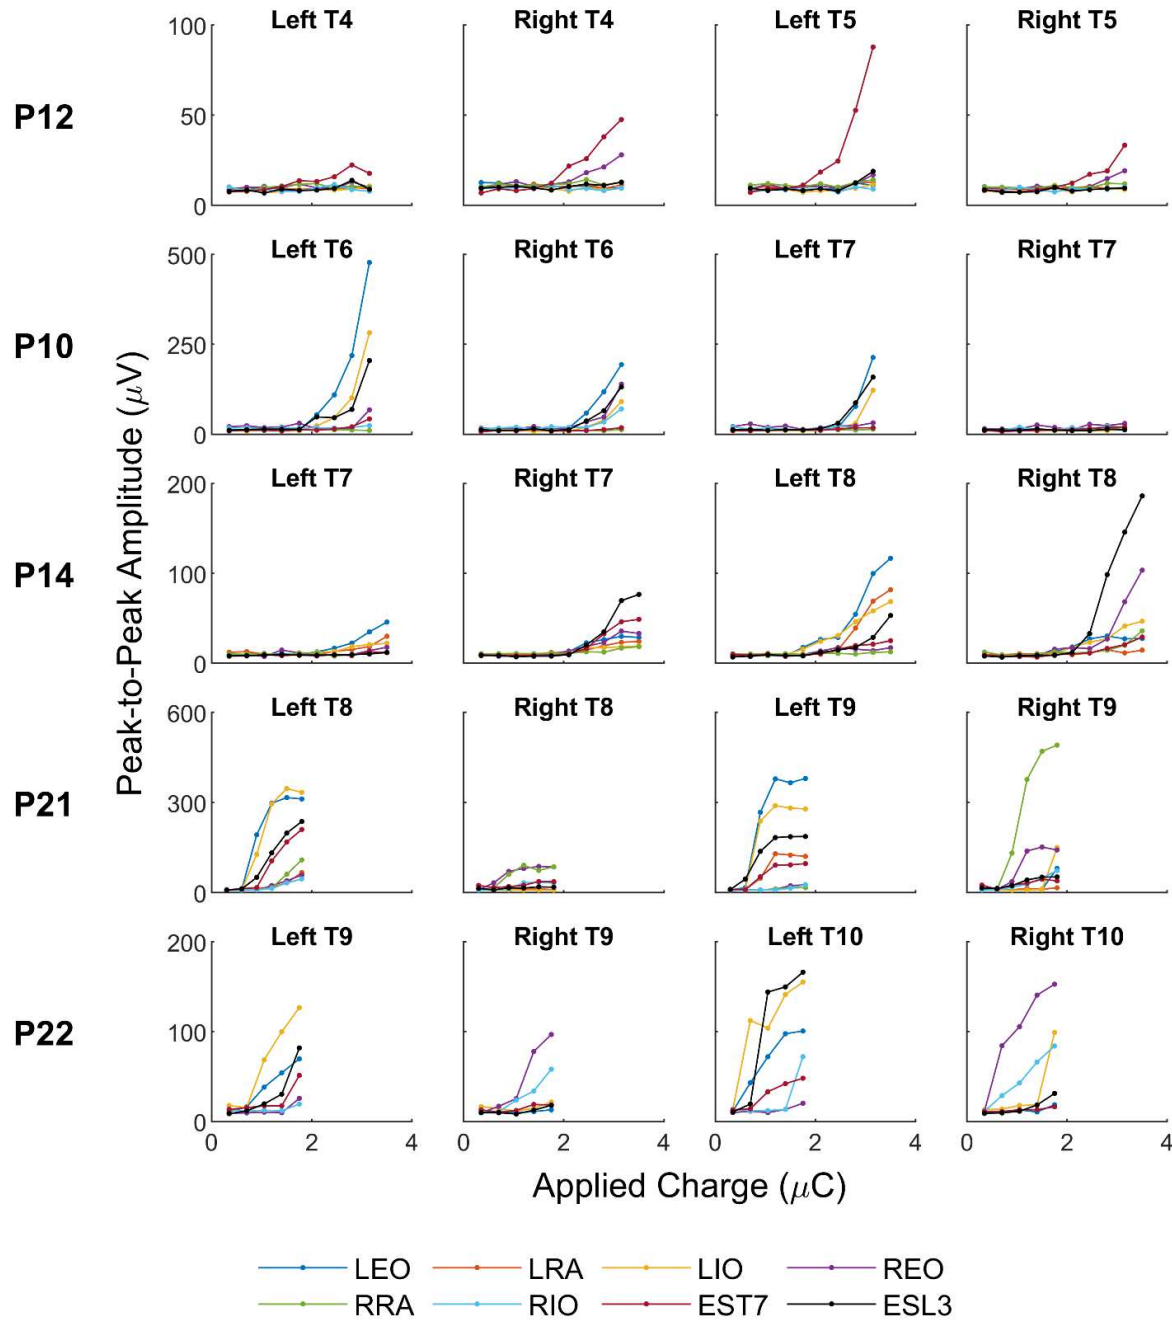 Left T4 Right T4 Left T5 Right T5
100
P12
50
0
Left T6 Right T6 Left T7 Right T7
500
P10
250
0
Left T7 Right T7 Left T8 Right T8
200
P14
100
0
Left T8 Right T8 Left T9 Right T9
600
P21
300
0
Left T9 Right T9 Left T10 Right T10
200
P22
100
0
Peak-to-Peak Amplitude (μV)
0 2 4 0 2 4 0 2 4 0 2 4
Applied Charge (μC)
LEO LRA LIO REO
RRA RIO EST7 ESL3